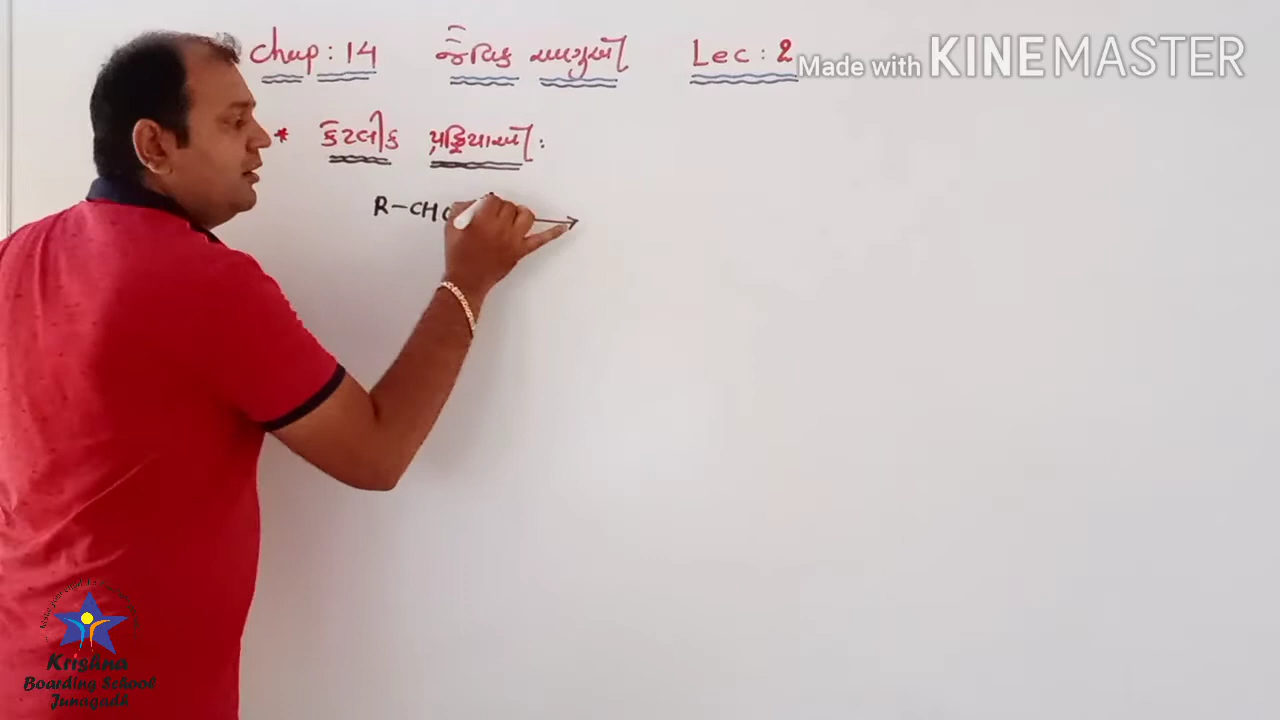 Chap : 14 જૈવિક અણુઓ Lec : 2
Made with KINEMASTER
* કેટલીક પ્રક્રિયાઓ :
R-CHO
Krishna
Boarding School
Junagadh